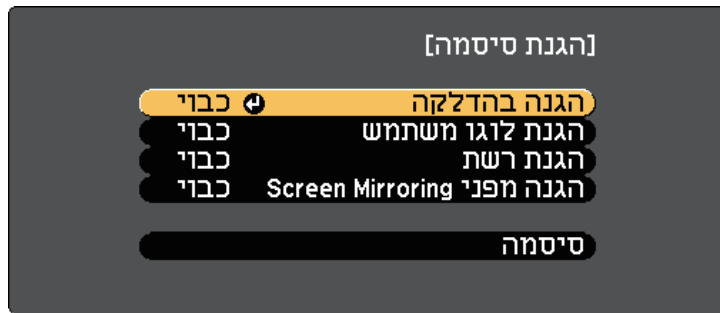 [הגנת סיסמה]
הגנה בהדלקה כבוי
הגנת לוגו משתמש כבוי
הגנת רשת כבוי
הגנה מפני Screen Mirroring כבוי
סיסמה